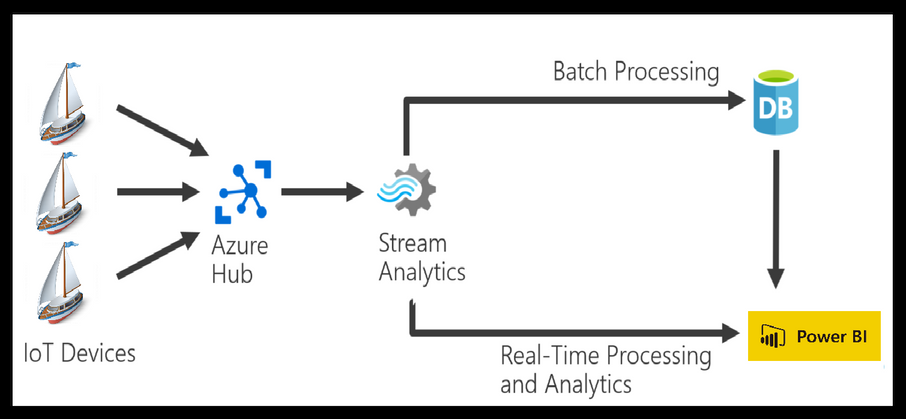 Batch Processing
DB
Azure
Hub
Stream
Analytics
IoT Devices
Power BI
Real-Time Processing
and Analytics